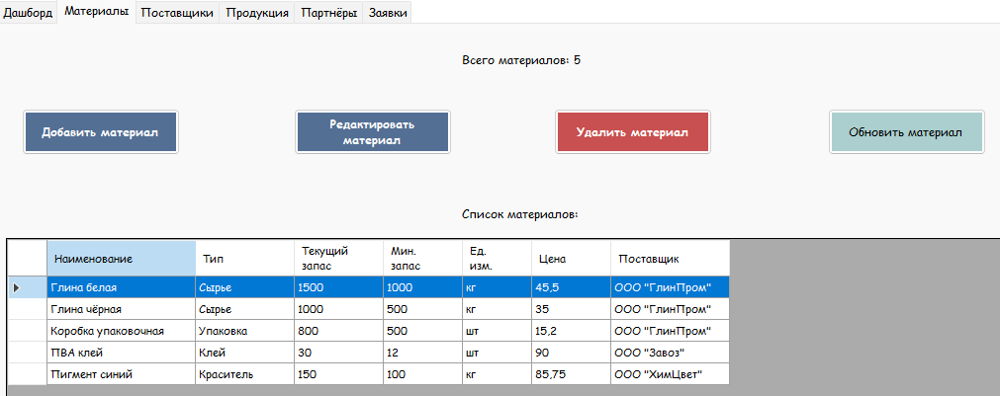 Дашборд Материалы Поставщики Продукция Партнёры Заявки
Всего материалов: 5
Добавить материал
Редактировать
материал
Удалить материал
Обновить материал
Список материалов:
Наименование Тип Текущий запас Мин. запас Ед. изм. Цена Поставщик
Глина белая Сырье 1500 1000 кг 45,5 ООО "ГлинПром"
Глина чёрная Сырье 1000 500 кг 35 ООО "ГлинПром"
Коробка упаковочная Упаковка 800 500 шт 15,2 ООО "ГлинПром"
ПВА клей Клей 30 12 шт 90 ООО "Завоз"
Пигмент синий Краситель 150 100 кг 85,75 ООО "ХимЦвет"